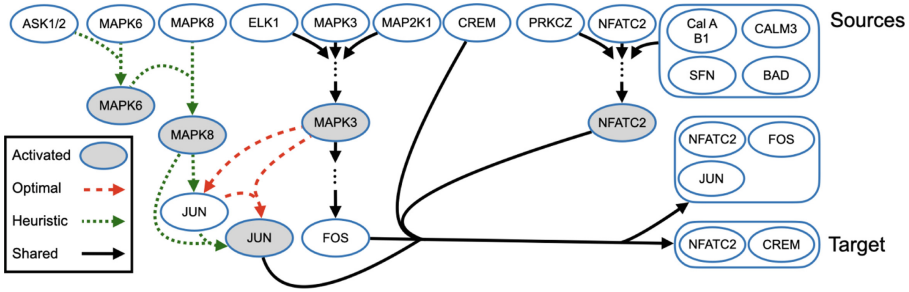 ASK1/2 MAPK6 MAPK8 ELK1 MAPK3 MAP2K1 CREM PRKCZ NFATC2 Sources
Cal A
B1
CALM3
SFN BAD
MAPK6
MAPK8 MAPK3 NFATC2
Activated
Optimal
Heuristic
Shared
JUN
JUN FOS
NFATC2 FOS
JUN
NFATC2 CREM Target